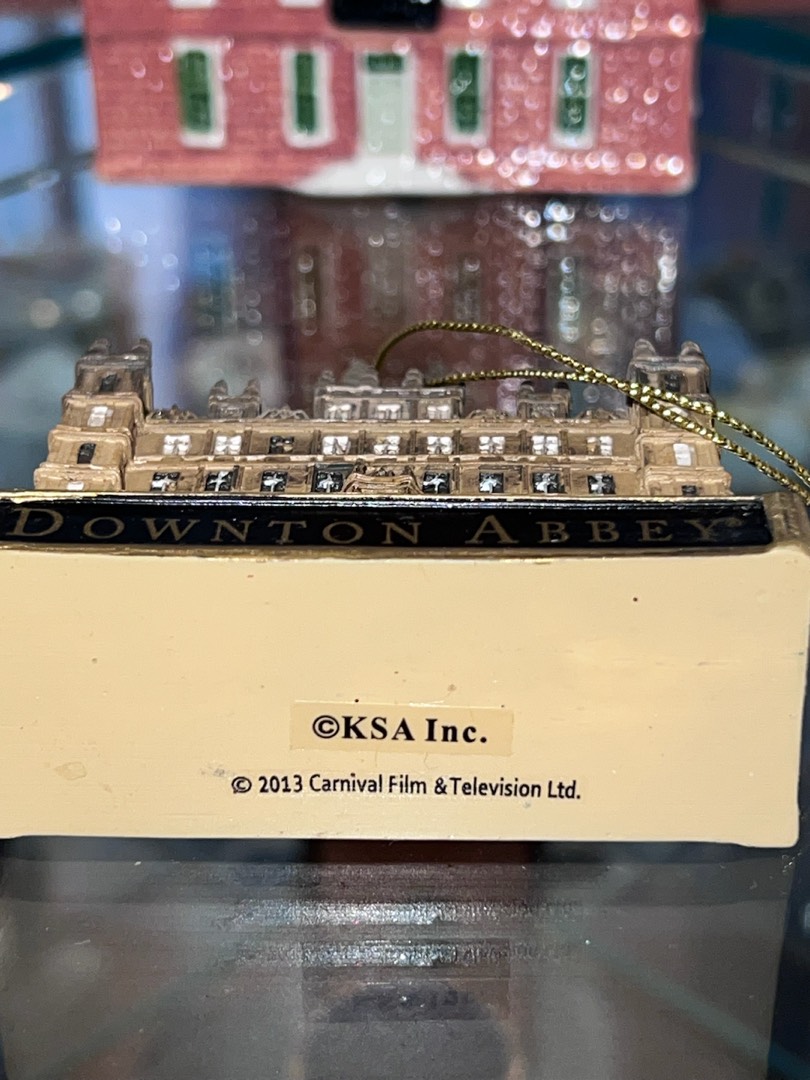 DOWNTON ABBEY
©KSA Inc.
© 2013 Carnival Film & Television Ltd.